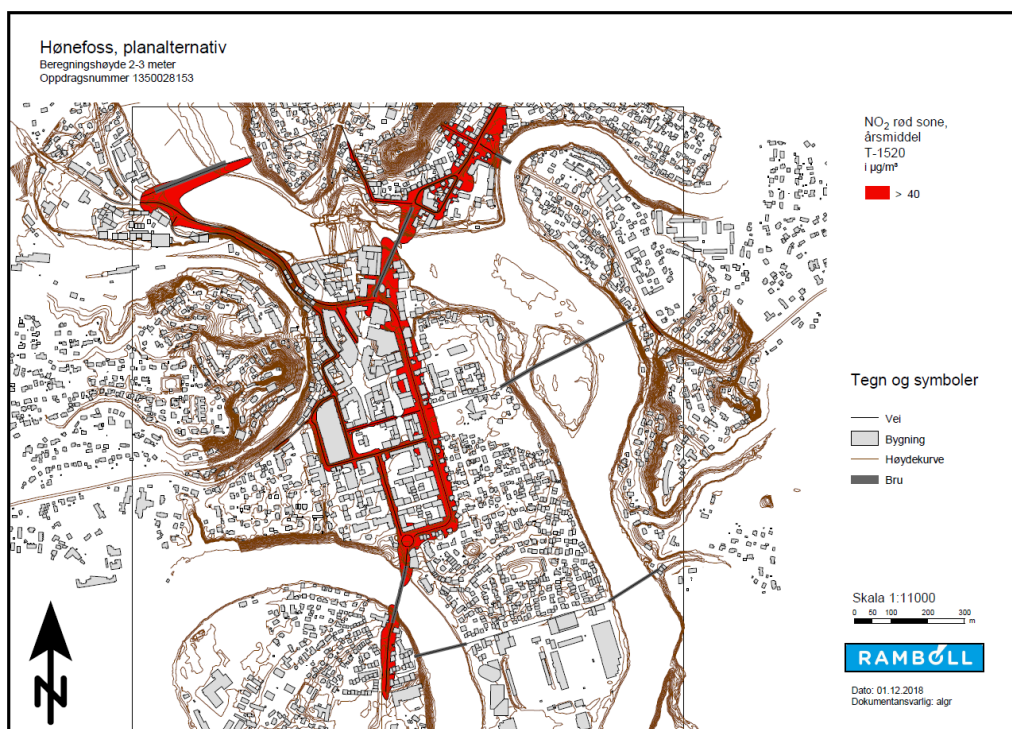 Hønefoss, planalternativ
Beregningshøyde 2-3 meter
Oppdragsnummer 1350028153
NO₂ rød sone,
årsmiddel
T-1520
i µg/m³
> 40
Tegn og symboler
Vei
Bygning
Høydekurve
Bru
Skala 1:11000
0 50 100 200 300
m
RAMBOLL
Dato: 01.12.2018
Dokumentansvarlig: algr
N